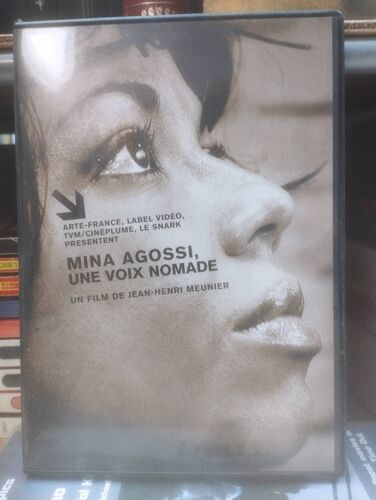 ARTE-FRANCE, LABEL VIDÉO,
TVM/CINÉPLUME, LE SNARK
PRÉSENTENT
MINA AGOSSI,
UNE VOIX NOMADE
UN FILM DE JEAN-HENRI MEUNIER